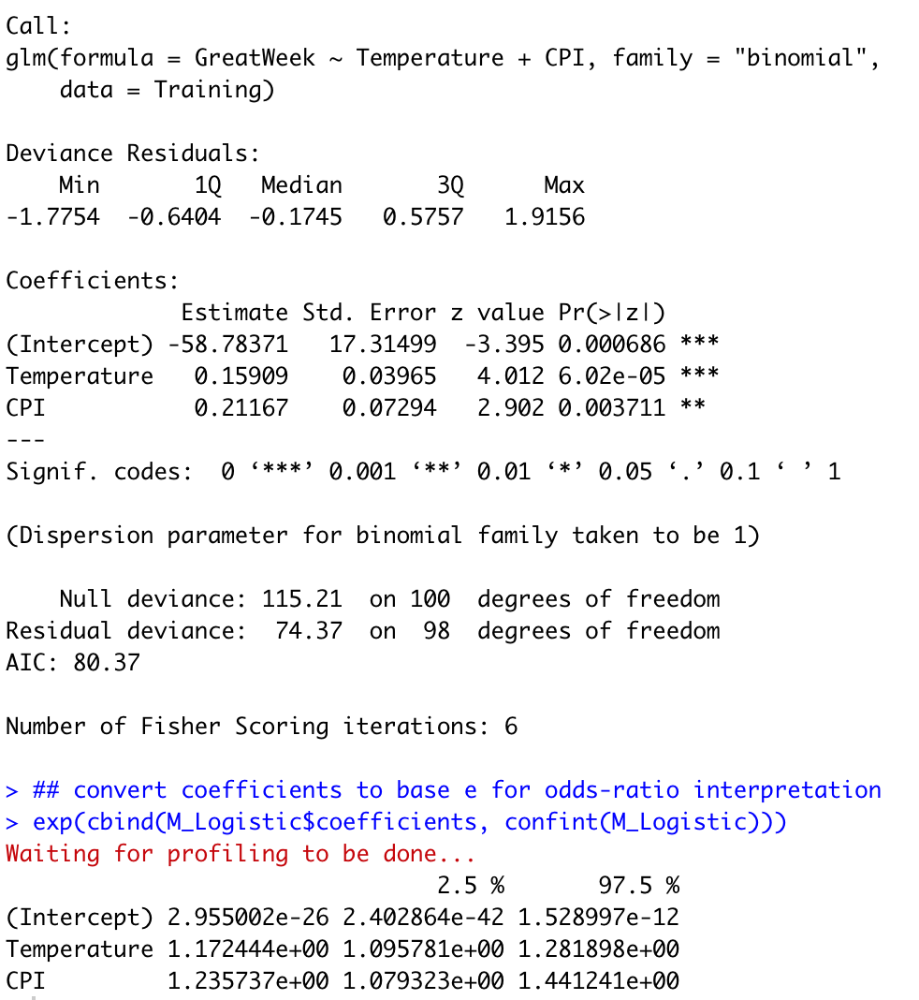 Call:
glm(formula = GreatWeek ~ Temperature + CPI, family = "binomial",
    data = Training)

Deviance Residuals:
    Min       1Q   Median       3Q      Max
-1.7754  -0.6404  -0.1745   0.5757   1.9156

Coefficients:
             Estimate Std. Error z value Pr(>|z|)
(Intercept) -58.78371   17.31499  -3.395 0.000686 ***
Temperature   0.15909    0.03965   4.012 6.02e-05 ***
CPI           0.21167    0.07294   2.902 0.003711 **
---
Signif. codes:  0 ‘***’ 0.001 ‘**’ 0.01 ‘*’ 0.05 ‘.’ 0.1 ‘ ’ 1

(Dispersion parameter for binomial family taken to be 1)

    Null deviance: 115.21  on 100  degrees of freedom
Residual deviance:  74.37  on  98  degrees of freedom
AIC: 80.37

Number of Fisher Scoring iterations: 6

> ## convert coefficients to base e for odds-ratio interpretation
> exp(cbind(M_Logistic$coefficients, confint(M_Logistic)))
Waiting for profiling to be done...
                                2.5 %       97.5 %
(Intercept) 2.955002e-26 2.402864e-42 1.528997e-12
Temperature 1.172444e+00 1.095781e+00 1.281898e+00
CPI         1.235737e+00 1.079323e+00 1.441241e+00